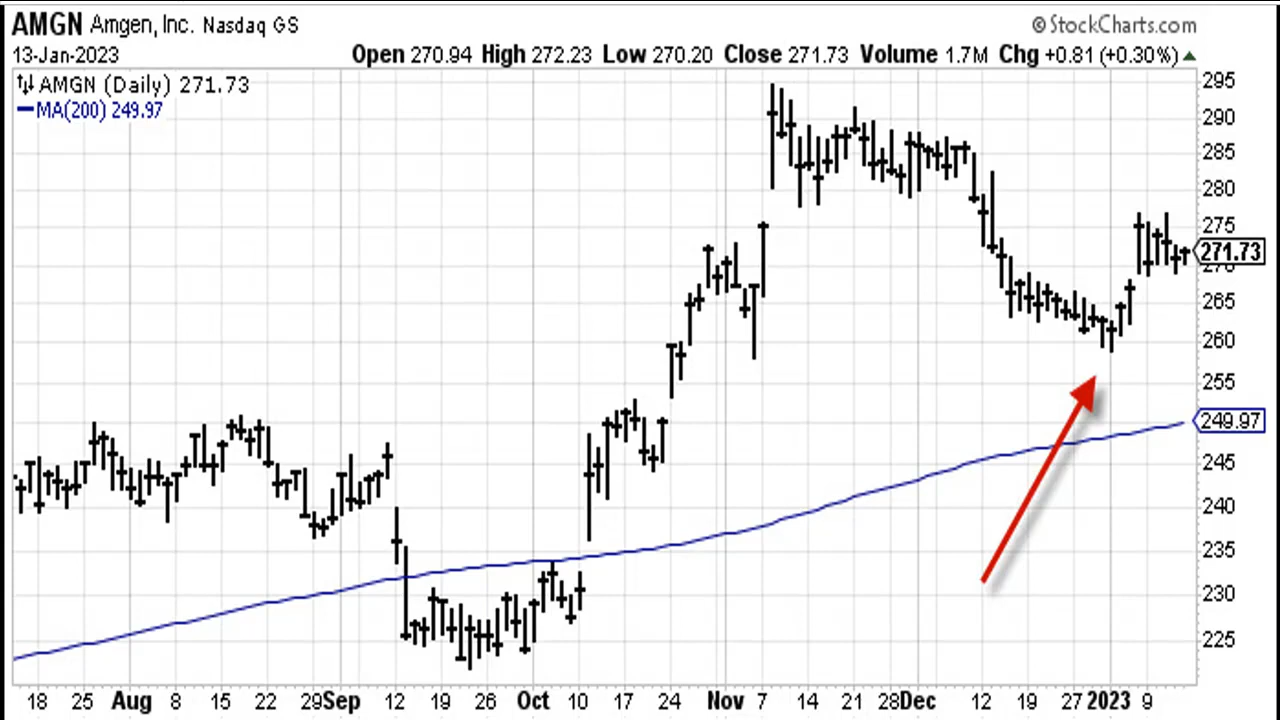 AMGN Amgen, Inc. Nasdaq GS
© StockCharts.com
13-Jan-2023
Open 270.94 High 272.23 Low 270.20 Close 271.73 Volume 1.7M Chg +0.81 (+0.30%)
AMGN (Daily) 271.73
MA(200) 249.97
295
290
285
280
275
271.73
270
265
260
255
249.97
245
240
235
230
225
18 25 Aug 8 15 22 29 Sep 12 19 26 Oct 10 17 24 Nov 7 14 21 28 Dec 12 19 27 2023 9